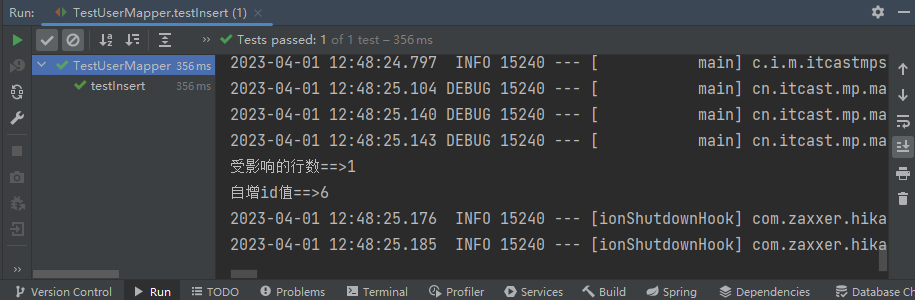 Run: TestUserMapper.testInsert (1)
Tests passed: 1 of 1 test – 356 ms
TestUserMapper 356 ms
testInsert 356 ms
2023-04-01 12:48:24.797  INFO 15240 --- [           main] c.i.m.itcastmps
2023-04-01 12:48:25.104 DEBUG 15240 --- [           main] cn.itcast.mp.ma
2023-04-01 12:48:25.140 DEBUG 15240 --- [           main] cn.itcast.mp.ma
2023-04-01 12:48:25.143 DEBUG 15240 --- [           main] cn.itcast.mp.ma
受影响的行数==>1
自增id值==>6
2023-04-01 12:48:25.176  INFO 15240 --- [ionShutdownHook] com.zaxxer.hika
2023-04-01 12:48:25.185  INFO 15240 --- [ionShutdownHook] com.zaxxer.hika
Version Control Run TODO Problems Terminal Profiler Services Build Spring Dependencies Database Ch